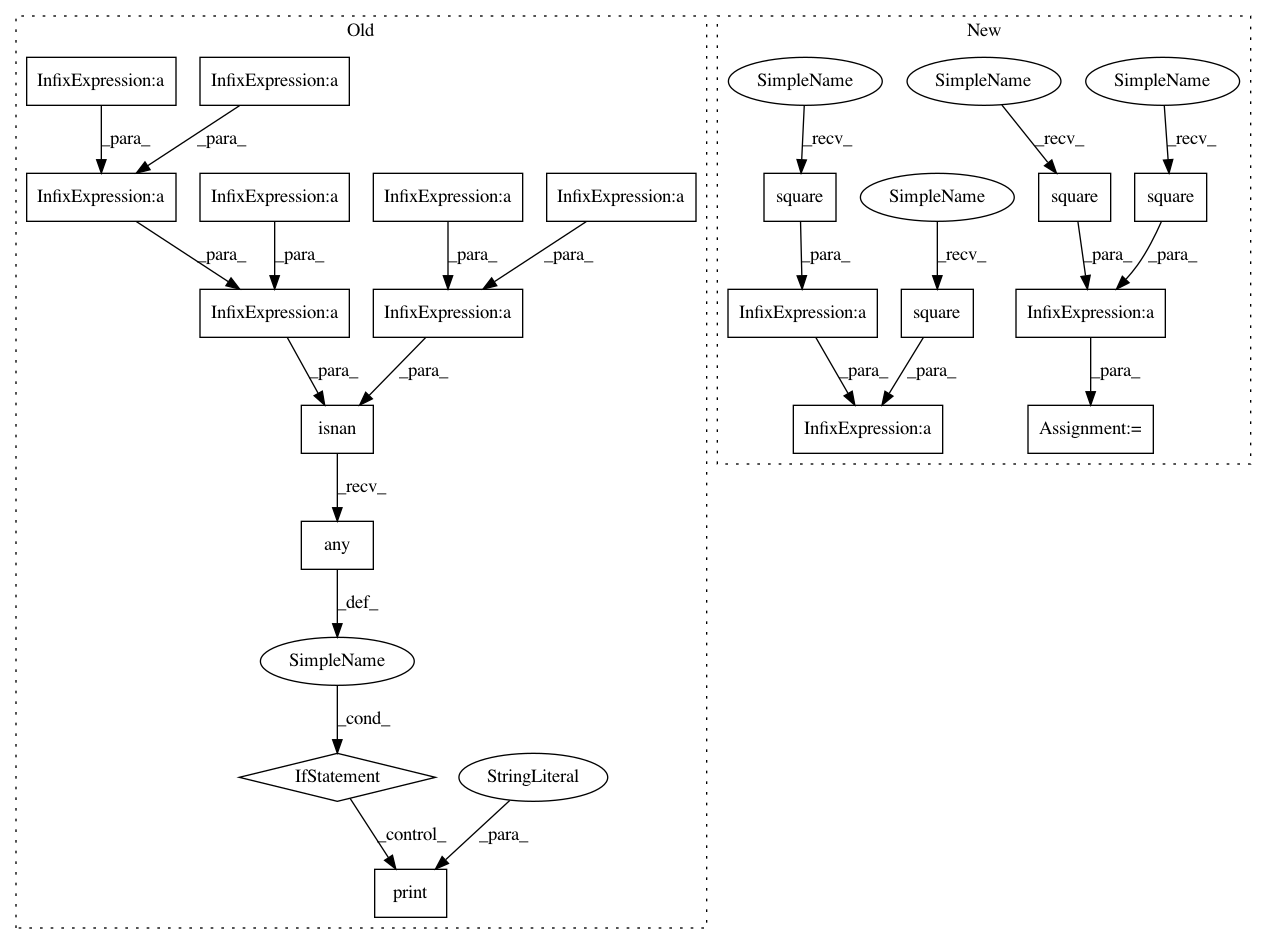 Old
New
InfixExpression:a
InfixExpression:a
SimpleName
SimpleName
SimpleName
_para_
_para_
_recv_
_recv_
_recv_
InfixExpression:a
InfixExpression:a
InfixExpression:a
InfixExpression:a
square
SimpleName
square
square
_para_
_para_
_para_
_para_
_para_
_recv_
_para_
_para_
InfixExpression:a
InfixExpression:a
InfixExpression:a
square
InfixExpression:a
_para_
_para_
_para_
_para_
_para_
isnan
InfixExpression:a
Assignment:=
_recv_
any
_def_
SimpleName
_cond_
IfStatement
StringLiteral
_control_
_para_
print